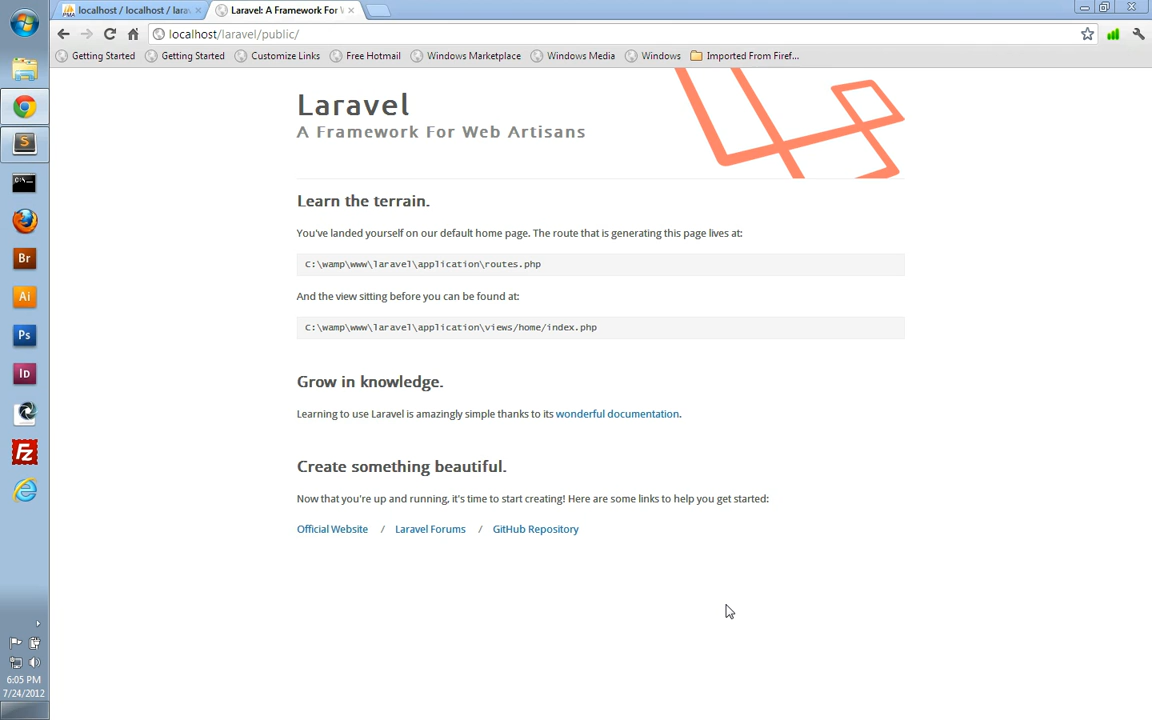 localhost / localhost / larav
Laravel: A Framework For W
localhost/laravel/public/
Getting Started
Getting Started
Customize Links
Free Hotmail
Windows Marketplace
Windows Media
Windows
Imported From Firef...
Laravel
A Framework For Web Artisans
Learn the terrain.
You've landed yourself on our default home page. The route that is generating this page lives at:
C:\wamp\www\laravel\application\routes.php
And the view sitting before you can be found at:
C:\wamp\www\laravel\application\views/home/index.php
Grow in knowledge.
Learning to use Laravel is amazingly simple thanks to its wonderful documentation.
Create something beautiful.
Now that you're up and running, it's time to start creating! Here are some links to help you get started:
Official Website / Laravel Forums / GitHub Repository
S
C:\_
Br
Ai
Ps
Id
Fz
6:05 PM
7/24/2012